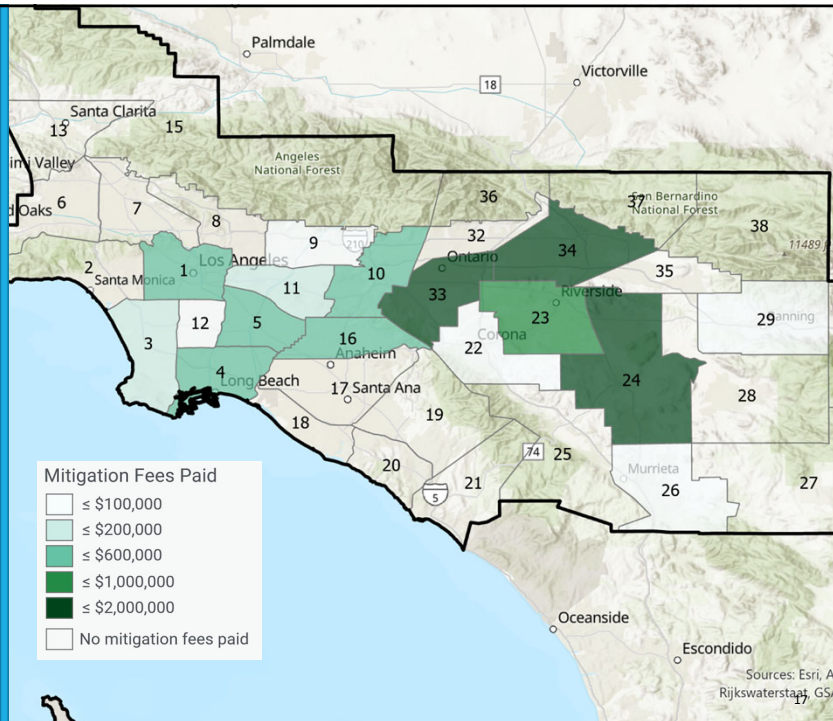 Palmdale
Victorville
18
Santa Clarita
13
15
Angeles
National Forest
imi Valley
36
37
San Bernardino
National Forest
6
d Oaks
7
8
38
9
210
32
34
11489 f
2
Santa Monica
1
Los Angeles
10
Ontario
35
11
33
Riverside
3
12
5
16
Corona
23
22
29
anning
Anaheim
4
Long Beach
17
Santa Ana
24
28
18
19
20
21
74
25
5
Murrieta
26
27
Mitigation Fees Paid
≤ $100,000
≤ $200,000
≤ $600,000
≤ $1,000,000
≤ $2,000,000
No mitigation fees paid
Oceanside
Escondido
Sources: Esri, A
Rijkswaterstaat, GSA
17